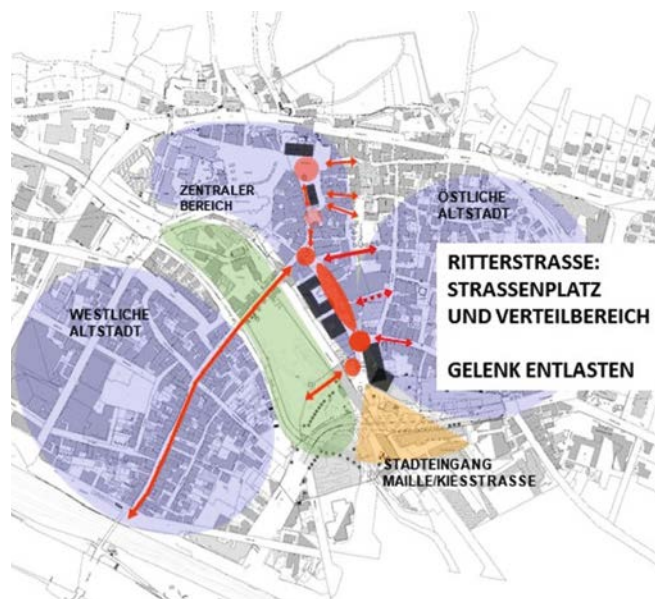 ZENTRALER
BEREICH
ÖSTLICHE
ALTSTADT
WESTLICHE
ALTSTADT
RITTERSTRASSE:
STRASSENPLATZ
UND VERTEILBEREICH
GELENK ENTLASTEN
STADTEINGANG
MAILLE/KIESSTRASSE